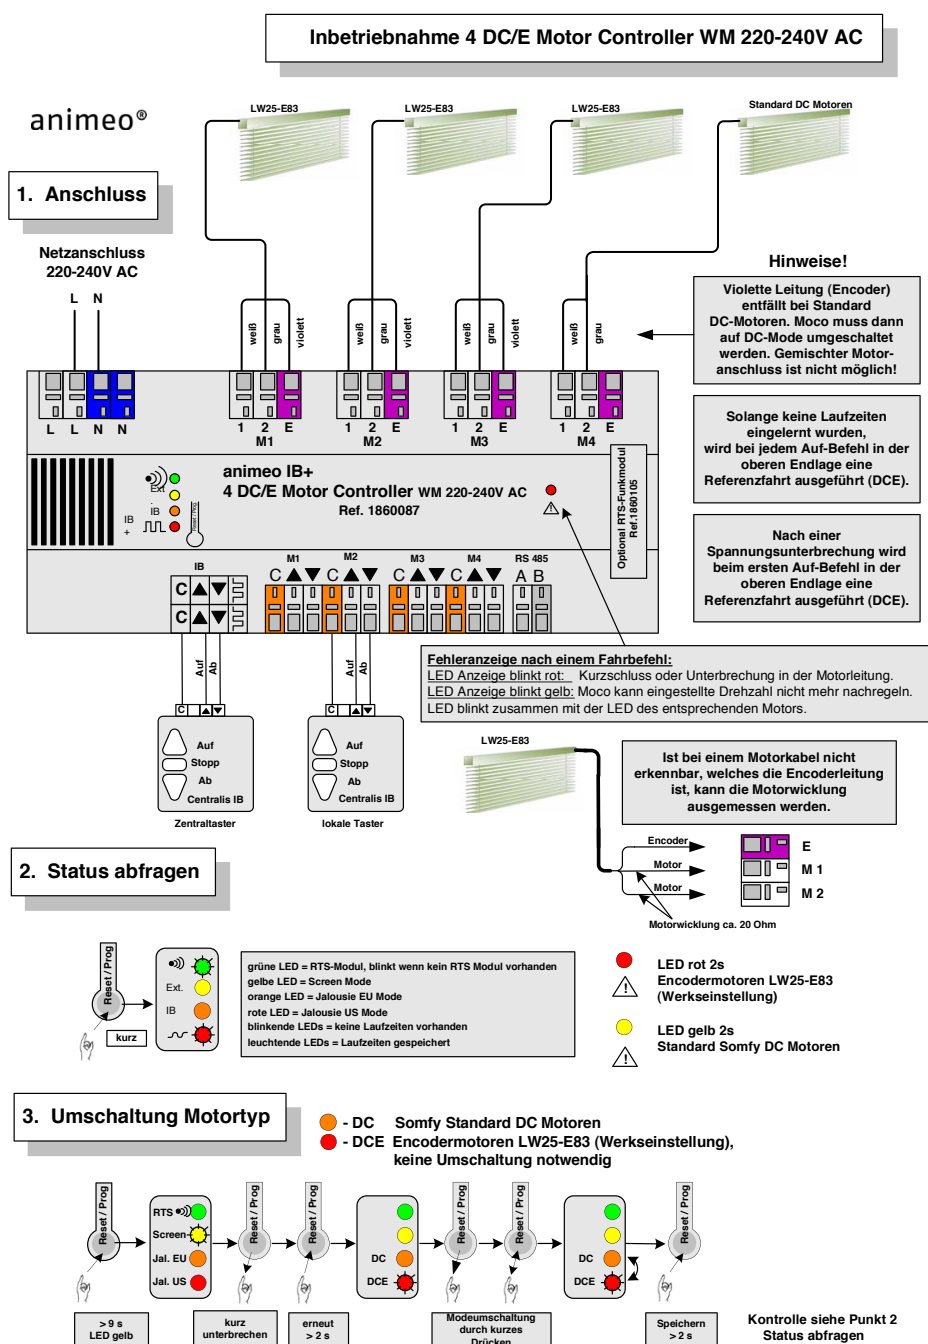 Inbetriebnahme 4 DC/E Motor Controller WM 220-240V AC
animeo®
LW25-E83
LW25-E83
LW25-E83
Standard DC Motoren
1. Anschluss
Netzanschluss
220-240V AC
L N
weiß grau violett
weiß grau violett
weiß grau violett
weiß grau
Hinweise!
Violette Leitung (Encoder)
entfällt bei Standard
DC-Motoren. Moco muss dann
auf DC-Mode umgeschaltet
werden. Gemischter Motor-
anschluss ist nicht möglich!
L L N N
1 2 E
M1
1 2 E
M2
1 2 E
M3
1 2 E
M4
Solange keine Laufzeiten
eingelernt wurden,
wird bei jedem Auf-Befehl in der
oberen Endlage eine
Referenzfahrt ausgeführt (DCE).
Ext
.
IB
IB
+
Reset / Prog
animeo IB+
4 DC/E Motor Controller WM 220-240V AC
Ref. 1860087
Optional RTS-Funkmodul
Ref.1860105
Nach einer
Spannungsunterbrechung wird
beim ersten Auf-Befehl in der
oberen Endlage eine
Referenzfahrt ausgeführt (DCE).
IB
C ▲ ▼
C ▲ ▼
M1 M2 M3 M4 RS 485
C ▲ ▼ C ▲ ▼ C ▲ ▼ C ▲ ▼ A B
Auf Ab
Auf Ab
Fehleranzeige nach einem Fahrbefehl:
LED Anzeige blinkt rot: Kurzschluss oder Unterbrechung in der Motorleitung.
LED Anzeige blinkt gelb: Moco kann eingestellte Drehzahl nicht mehr nachregeln.
LED blinkt zusammen mit der LED des entsprechenden Motors.
C ▲ ▼
Auf
Stopp
Ab
Centralis IB
Zentraltaster
C ▲ ▼
Auf
Stopp
Ab
Centralis IB
lokale Taster
LW25-E83
Ist bei einem Motorkabel nicht
erkennbar, welches die Encoderleitung
ist, kann die Motorwicklung
ausgemessen werden.
Encoder
Motor
Motor
E
M 1
M 2
Motorwicklung ca. 20 Ohm
2. Status abfragen
Reset / Prog
kurz
Ext.
IB
grüne LED = RTS-Modul, blinkt wenn kein RTS Modul vorhanden
gelbe LED = Screen Mode
orange LED = Jalousie EU Mode
rote LED = Jalousie US Mode
blinkende LEDs = keine Laufzeiten vorhanden
leuchtende LEDs = Laufzeiten gespeichert
LED rot 2s
Encodermotoren LW25-E83
(Werkseinstellung)
LED gelb 2s
Standard Somfy DC Motoren
3. Umschaltung Motortyp
- DC Somfy Standard DC Motoren
- DCE Encodermotoren LW25-E83 (Werkseinstellung),
keine Umschaltung notwendig
Reset / Prog
RTS
Screen
Jal. EU
Jal. US
Reset / Prog
Reset / Prog
DC
DCE
Reset / Prog
Reset / Prog
DC
DCE
Reset / Prog
> 9 s
LED gelb
kurz
unterbrechen
erneut
> 2 s
Modeumschaltung
durch kurzes
Drücken
Speichern
> 2 s
Kontrolle siehe Punkt 2
Status abfragen